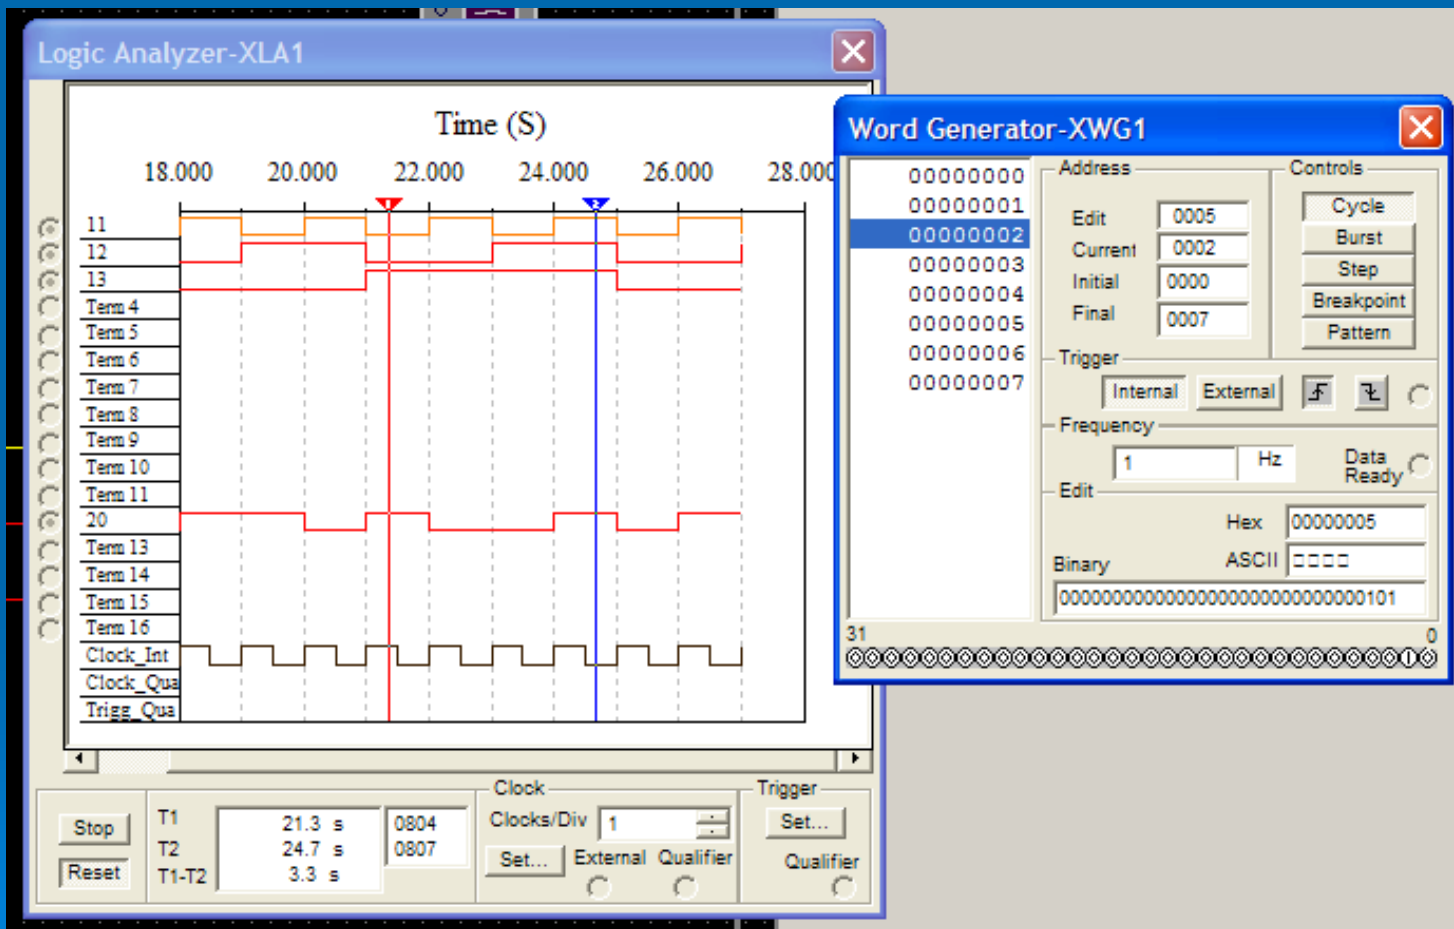 Logic Analyzer-XLA1
Time (S)
18.000 20.000 22.000 24.000 26.000 28.000
1 2
11
12
13
Term 4
Term 5
Term 6
Term 7
Term 8
Term 9
Term 10
Term 11
20
Term 13
Term 14
Term 15
Term 16
Clock_Int
Clock_Qua
Trigg_Qua
Stop
Reset
T1 21.3 s 0804
T2 24.7 s 0807
T1-T2 3.3 s
Clock
Clocks/Div 1
Set... External Qualifier
Trigger
Set...
Qualifier
Word Generator-XWG1
00000000
00000001
00000002
00000003
00000004
00000005
00000006
00000007
Address
Edit 0005
Current 0002
Initial 0000
Final 0007
Controls
Cycle
Burst
Step
Breakpoint
Pattern
Trigger
Internal External
Frequency
1 Hz
Data
Ready
Edit
Hex 00000005
ASCII □□□□
Binary
00000000000000000000000000000101
31 0